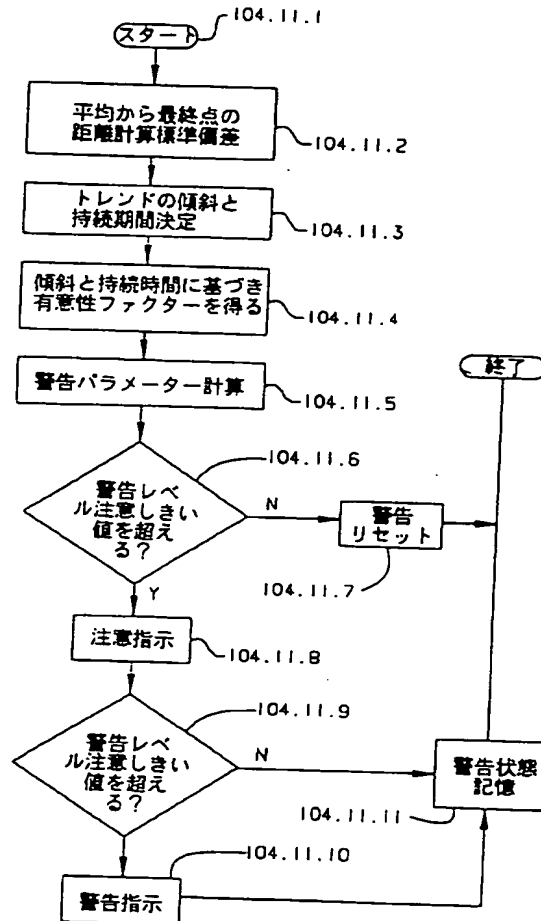 104.11.1
スタート
平均から最終点の
距離計算標準偏差
104.11.2
トレンドの傾斜と
持続期間決定
104.11.3
傾斜と持続時間に基づき
有意性ファクターを得る
104.11.4
警告パラメーター計算
104.11.5
終了
104.11.6
警告レベ
ル注意しきい
値を超え
る?
N
警告
リセット
104.11.7
Y
注意指示
104.11.8
104.11.9
警告レベ
ル注意しきい
値を超え
る?
N
警告状態
記憶
104.11.11
104.11.10
警告指示